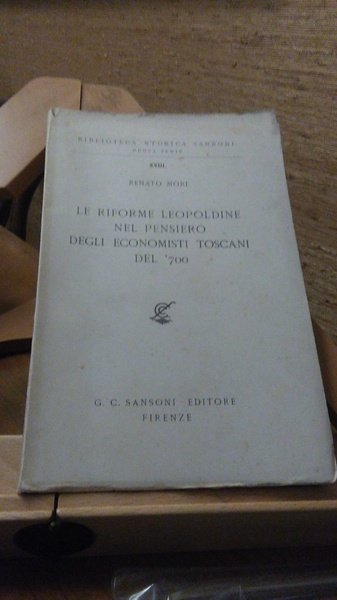 BIBLIOTECA STORICA SANSONI
NUOVA SERIE
XVIII.
RENATO MORI
LE RIFORME LEOPOLDINE
NEL PENSIERO
DEGLI ECONOMISTI TOSCANI
DEL '700
G. C. SANSONI - EDITORE
FIRENZE